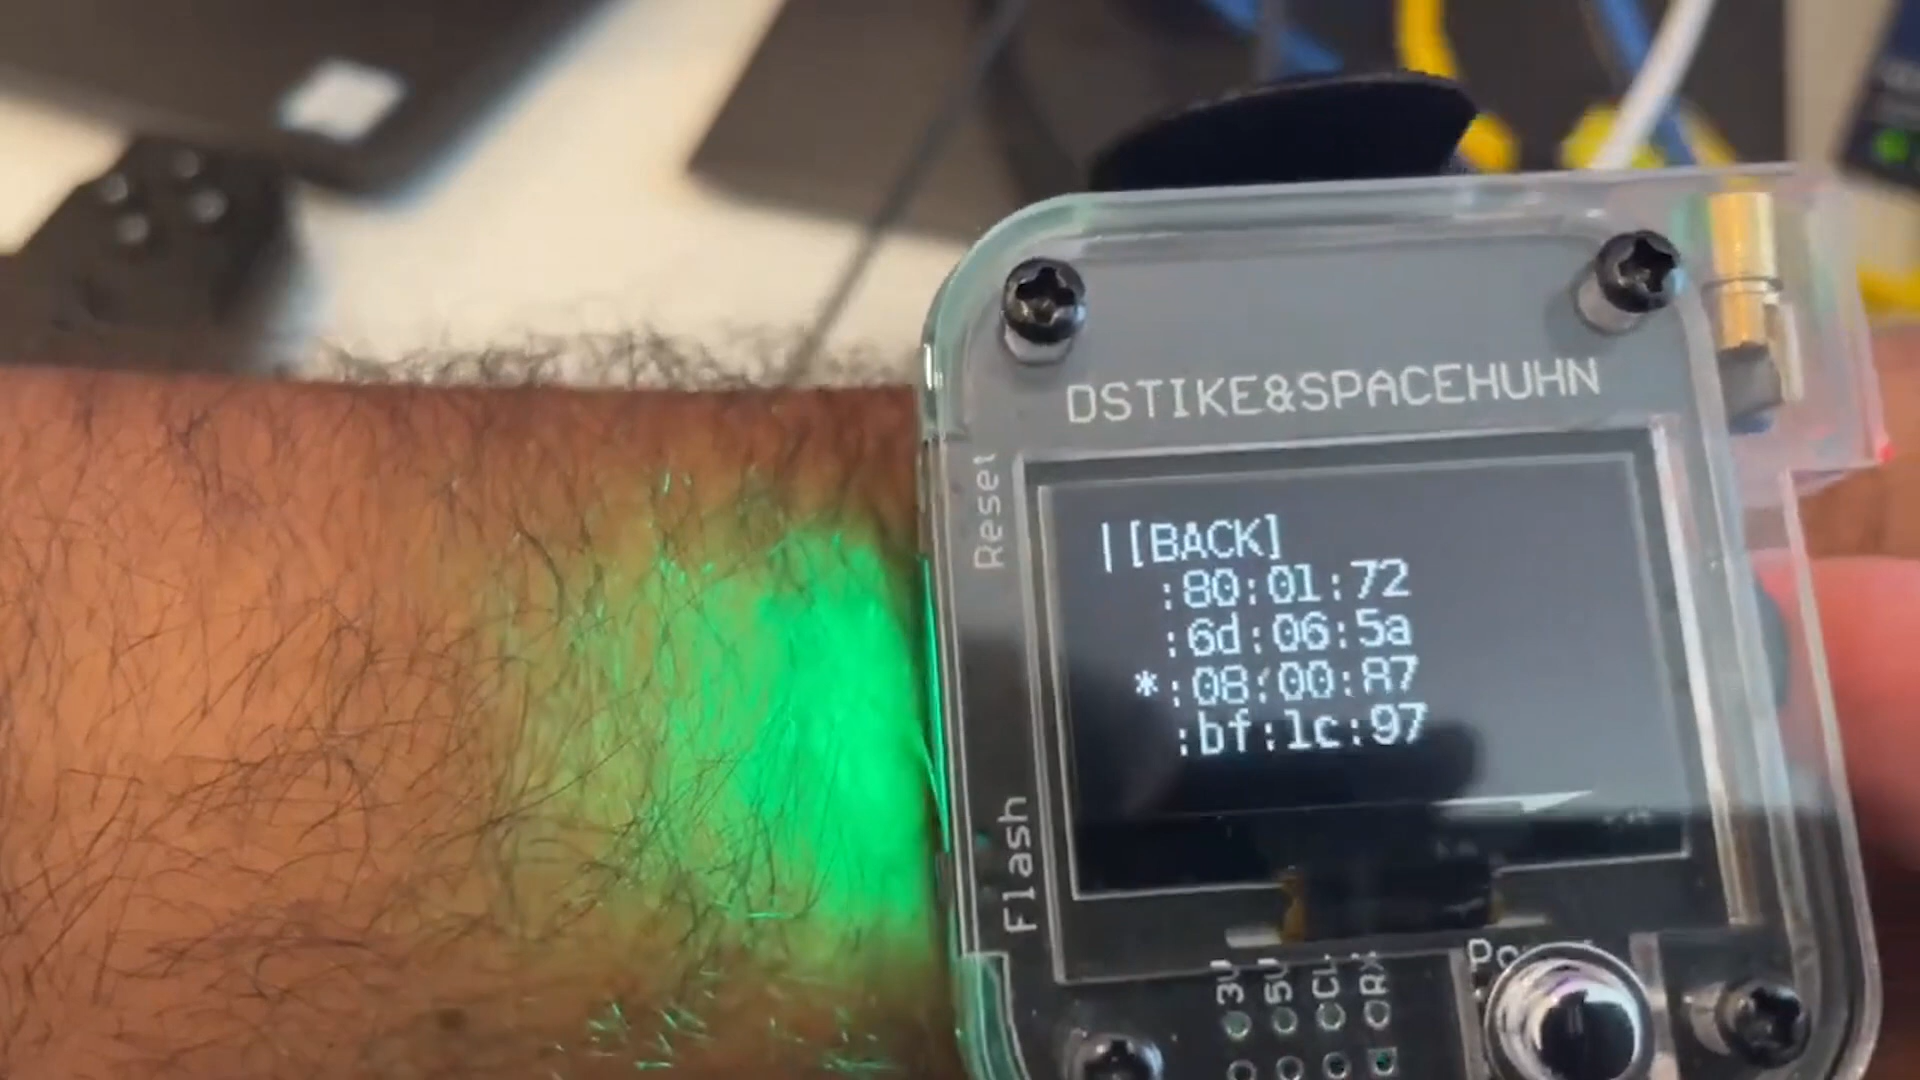 DSTIKE&SPACEHUHN
Reset
|[BACK]
:80:01:72
:6d:06:5a
*:08:00:87
:bf:1c:97
Flash
3V
5V
CL
RX